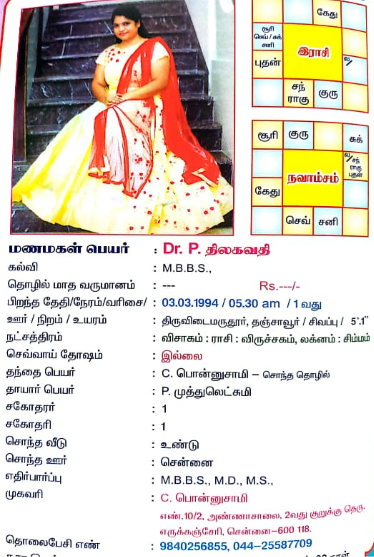 கேது
சூரி
செவ் / சுக்
சனி
இராசி
புதன்
ல/
சந் ராகு
குரு
சூரி குரு சுக்
நவாம்சம்
ல/ சந் ராகு புதன்
கேது
செவ் சனி
மணமகள் பெயர் : Dr. P. திலகவதி
கல்வி : M.B.B.S.,
தொழில் மாத வருமானம் : --- Rs.---/-
பிறந்த தேதி/நேரம்/வரிசை/ : 03.03.1994 / 05.30 am / 1 வது
ஊர் / நிறம் / உயரம் : திருவிடைமருதூர், தஞ்சாவூர் / சிவப்பு / 5'.1"
நட்சத்திரம் : விசாகம் : ராசி : விருச்சகம், லக்னம் : சிம்மம்
செவ்வாய் தோஷம் : இல்லை
தந்தை பெயர் : C. பொன்னுசாமி – சொந்த தொழில்
தாயார் பெயர் : P. முத்துலெட்சுமி
சகோதரர் : 1
சகோதரி : 1
சொந்த வீடு : உண்டு
சொந்த ஊர் : சென்னை
எதிர்பார்ப்பு : M.B.B.S., M.D., M.S.,
முகவரி : C. பொன்னுசாமி
எண்.10/2, அண்ணாசாலை, 2வது குறுக்கு தெரு,
எருக்கஞ்சேரி, சென்னை–600 118.
தொலைபேசி எண் : 9840256855, 044–25587709